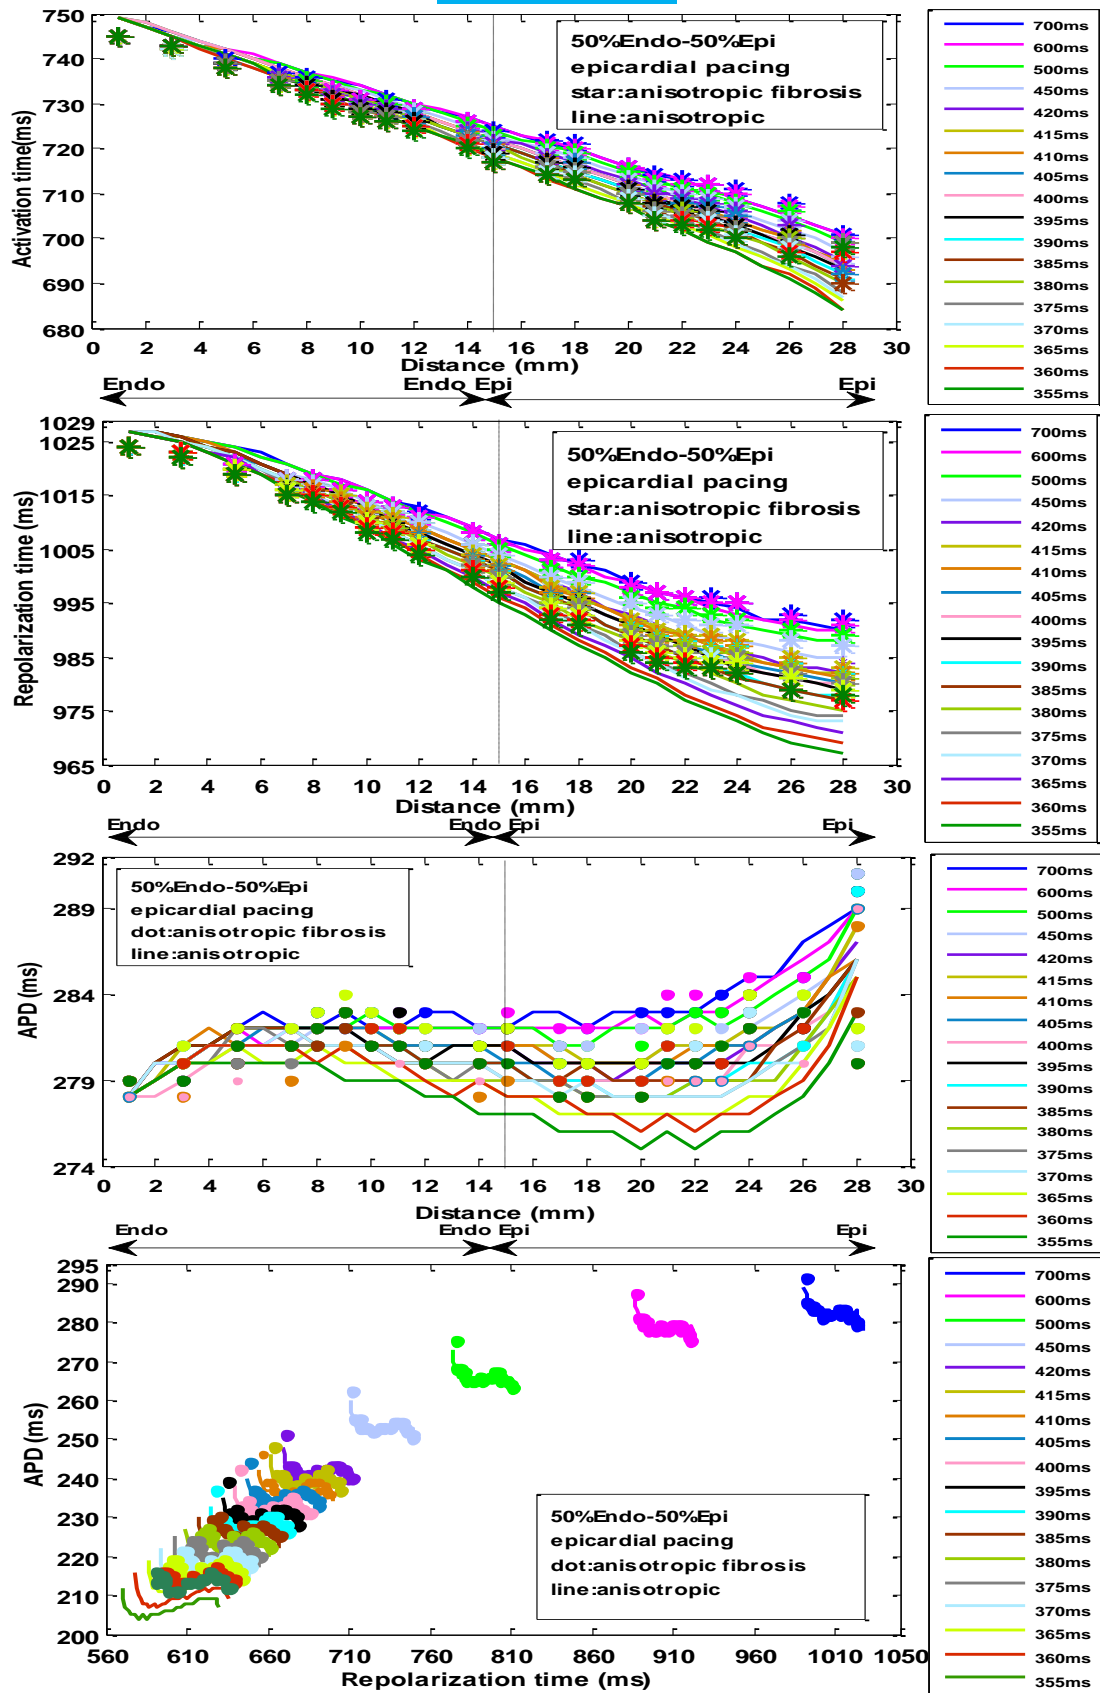 750
740
730
720
710
700
690
680
Activation time(ms)
50%Endo-50%Epi
epicardial pacing
star:anisotropic fibrosis
line:anisotropic
0 2 4 6 8 10 12 14 16 18 20 22 24 26 28 30
Distance (mm)
Endo Endo Epi Epi
700ms
600ms
500ms
450ms
420ms
415ms
410ms
405ms
400ms
395ms
390ms
385ms
380ms
375ms
370ms
365ms
360ms
355ms
1029
1025
1015
1005
995
985
975
965
Repolarization time (ms)
50%Endo-50%Epi
epicardial pacing
star:anisotropic fibrosis
line:anisotropic
0 2 4 6 8 10 12 14 16 18 20 22 24 26 28 30
Distance (mm)
Endo Endo Epi Epi
700ms
600ms
500ms
450ms
420ms
415ms
410ms
405ms
400ms
395ms
390ms
385ms
380ms
375ms
370ms
365ms
360ms
355ms
292
289
284
279
274
APD (ms)
50%Endo-50%Epi
epicardial pacing
dot:anisotropic fibrosis
line:anisotropic
0 2 4 6 8 10 12 14 16 18 20 22 24 26 28 30
Distance (mm)
Endo Endo Epi Epi
700ms
600ms
500ms
450ms
420ms
415ms
410ms
405ms
400ms
395ms
390ms
385ms
380ms
375ms
370ms
365ms
360ms
355ms
295
290
280
270
260
250
240
230
220
210
200
APD (ms)
50%Endo-50%Epi
epicardial pacing
dot:anisotropic fibrosis
line:anisotropic
560 610 660 710 760 810 860 910 960 1010 1050
Repolarization time (ms)
700ms
600ms
500ms
450ms
420ms
415ms
410ms
405ms
400ms
395ms
390ms
385ms
380ms
375ms
370ms
365ms
360ms
355ms